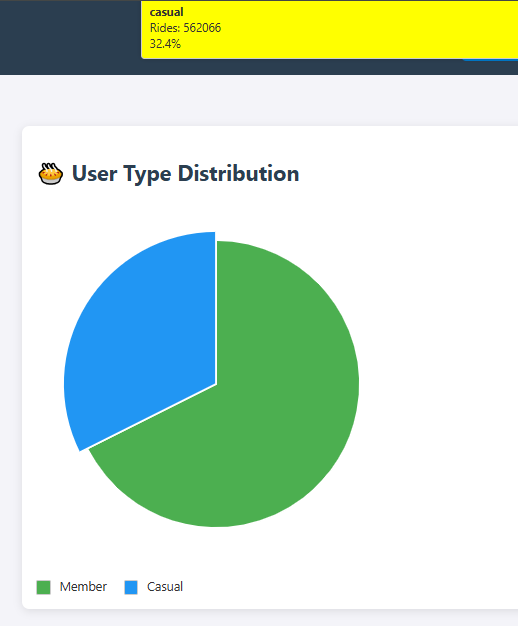 casual
Rides: 562066
32.4%
User Type Distribution
Member
Casual